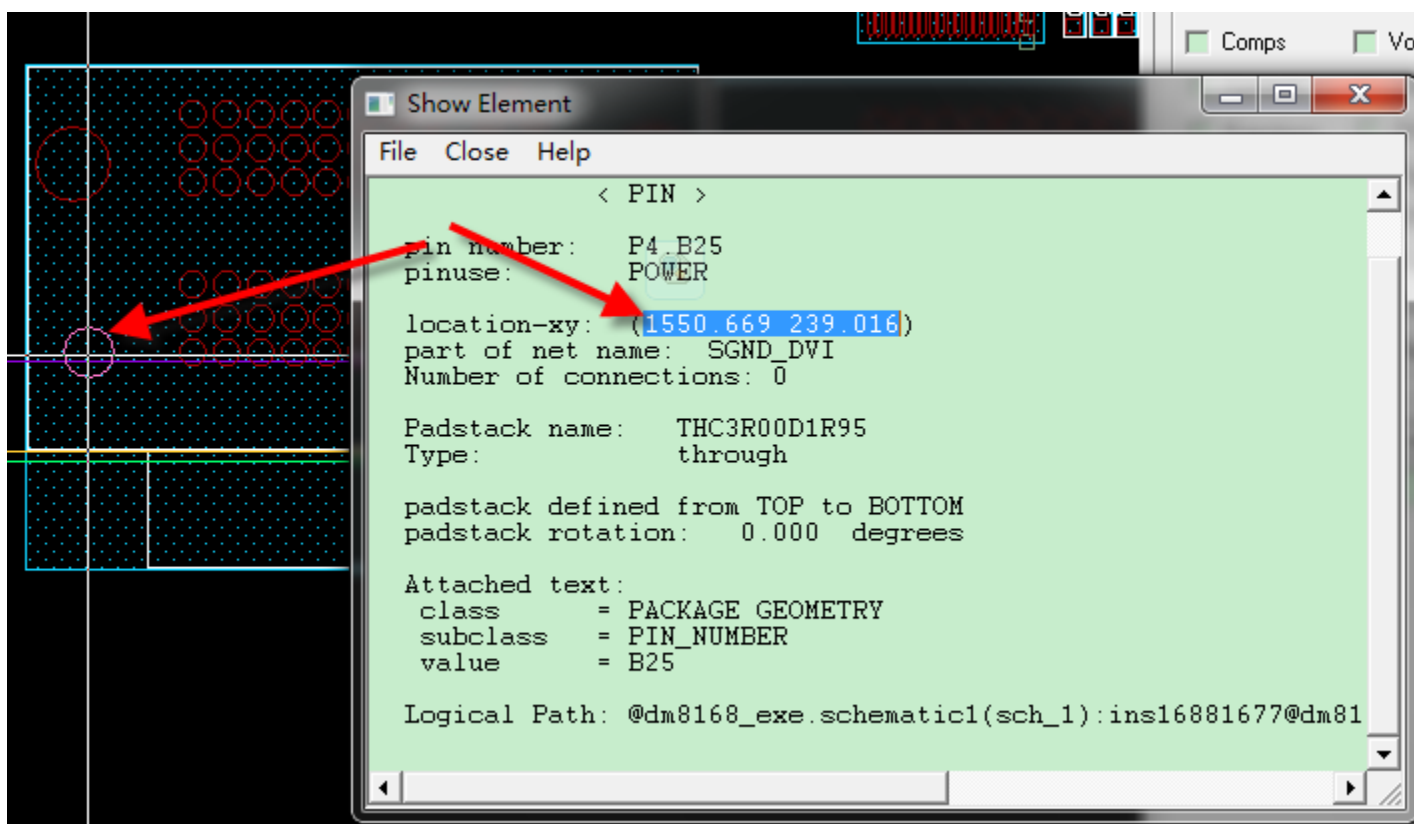 Comps
Vo
Show Element
File Close Help
< PIN >
pin number: P4.B25
pinuse: POWER
location-xy: (1550.669 239.016)
part of net name: SGND_DVI
Number of connections: 0
Padstack name: THC3R00D1R95
Type: through
padstack defined from TOP to BOTTOM
padstack rotation: 0.000 degrees
Attached text:
class = PACKAGE GEOMETRY
subclass = PIN_NUMBER
value = B25
Logical Path: @dm8168_exe.schematic1(sch_1):ins16881677@dm81